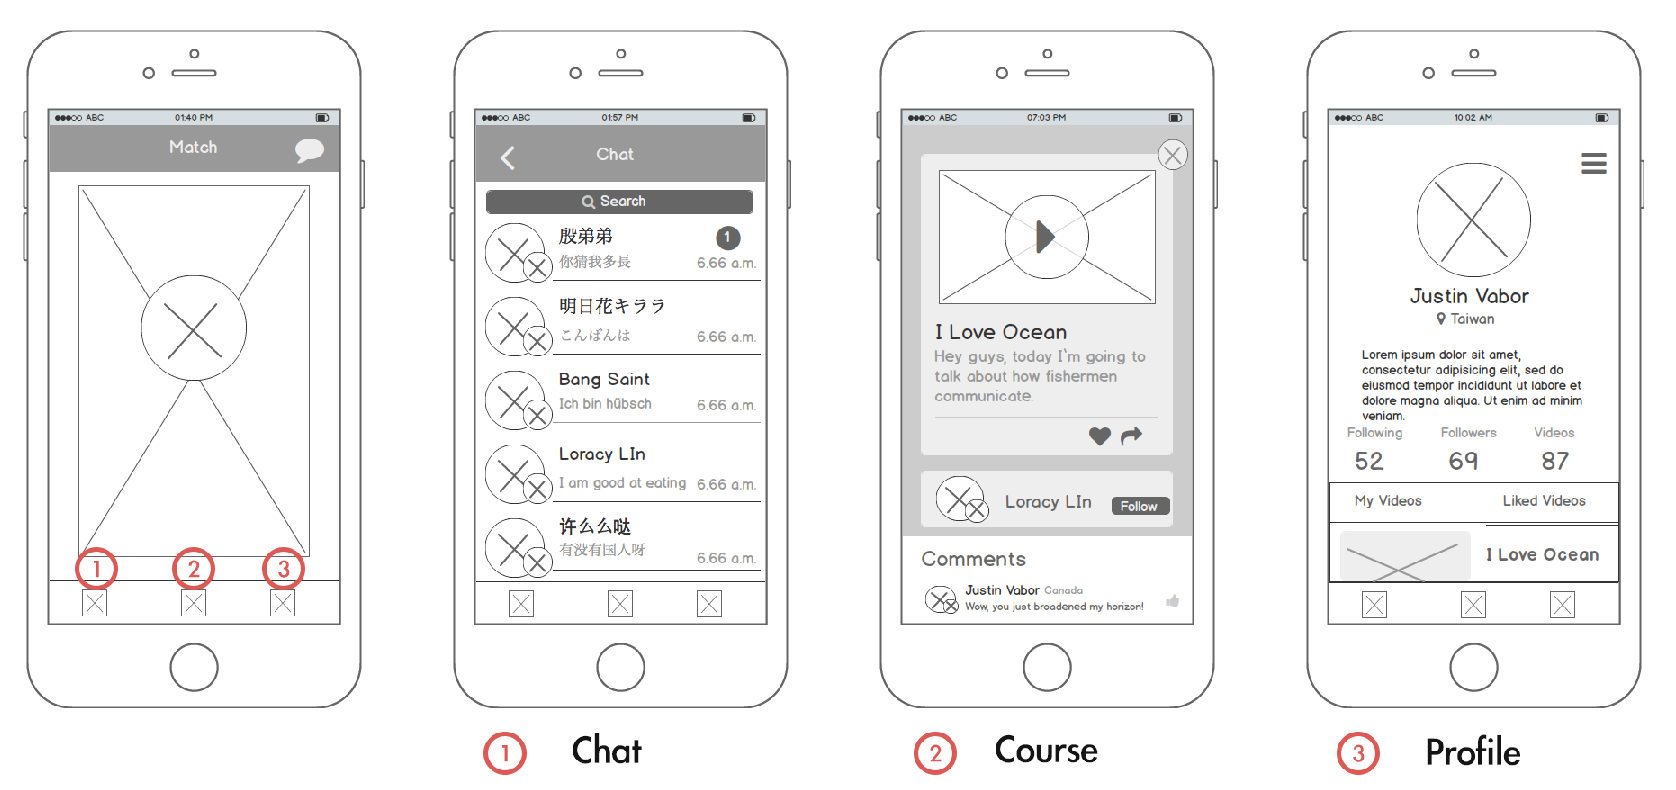 ABC 01:40 PM
Match
1 2 3
ABC 01:57 PM
Chat
Search
殷弟弟 1
你猜我多長 6.66 a.m.
明日花キララ
こんばんは 6.66 a.m.
Bang Saint
Ich bin hübsch 6.66 a.m.
Loracy LIn
I am good at eating 6.66 a.m.
许么么哒
有没有国人呀 6.66 a.m.
ABC 07:03 PM
I Love Ocean
Hey guys, today I`m going to
talk about how fishermen
communicate.
Loracy LIn Follow
Comments
Justin Vabor Canada
Wow, you just broadened my horizon!
ABC 10:02 AM
Justin Vabor
Taiwan
Lorem ipsum dolor sit amet,
consectetur adipisicing elit, sed do
eiusmod tempor incididunt ut labore et
dolore magna aliqua. Ut enim ad minim
veniam.
Following Followers Videos
52 69 87
My Videos Liked Videos
I Love Ocean
1 Chat
2 Course
3 Profile